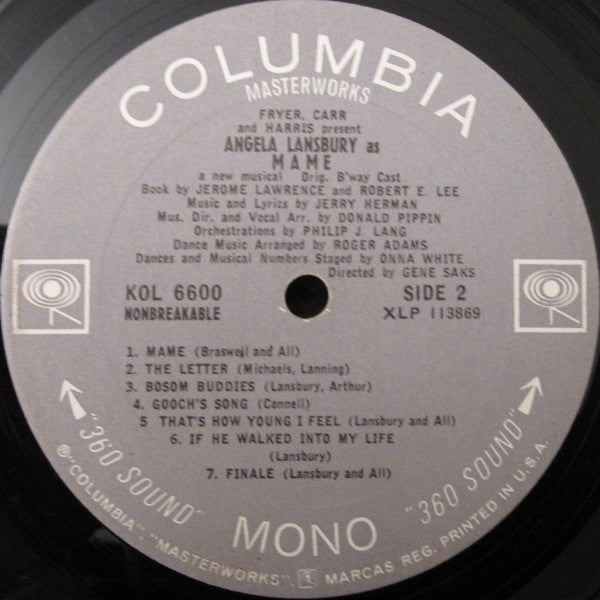 COLUMBIA
MASTERWORKS
FRYER, CARR
and HARRIS present
ANGELA LANSBURY as
MAME
a new musical Orig. B'way Cast
Book by JEROME LAWRENCE and ROBERT E. LEE
Music and Lyrics by JERRY HERMAN
Mus. Dir. and Vocal Arr. by DONALD PIPPIN
Orchestrations by PHILIP J. LANG
Dance Music Arranged by ROGER ADAMS
Dances and Musical Numbers Staged by ONNA WHITE
Directed by GENE SAKS
KOL 6600
NONBREAKABLE
SIDE 2
XLP 113869
1. MAME (Braswell and All)
2. THE LETTER (Michaels, Lanning)
3. BOSOM BUDDIES (Lansbury, Arthur)
4. GOOCH'S SONG (Connell)
5 THAT'S HOW YOUNG I FEEL (Lansbury and All)
6. IF HE WALKED INTO MY LIFE
(Lansbury)
7. FINALE (Lansbury and All)
"360 SOUND"
MONO
"360 SOUND"
®"COLUMBIA", "MASTERWORKS", MARCAS REG. PRINTED IN U.S.A.